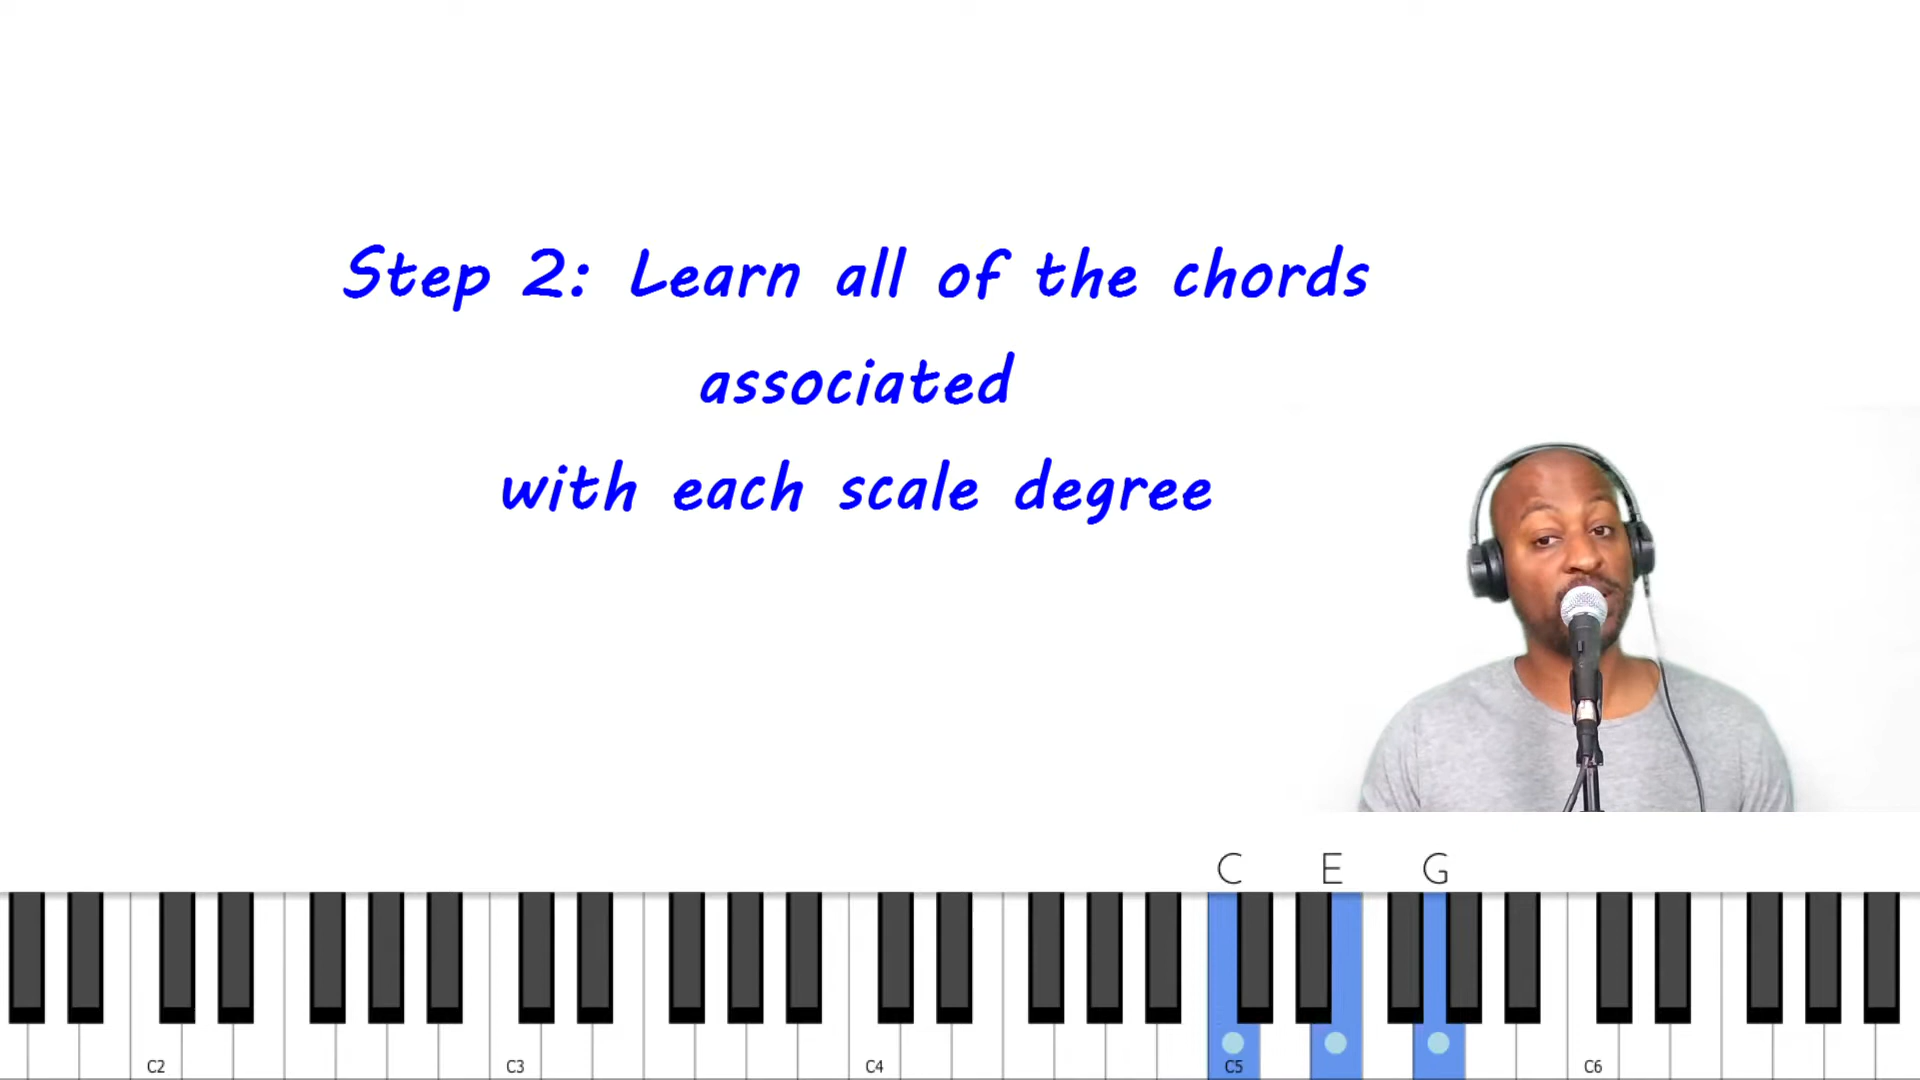 Step 2: Learn all of the chords
associated
with each scale degree
C E G
C2 C3 C4 C5 C6